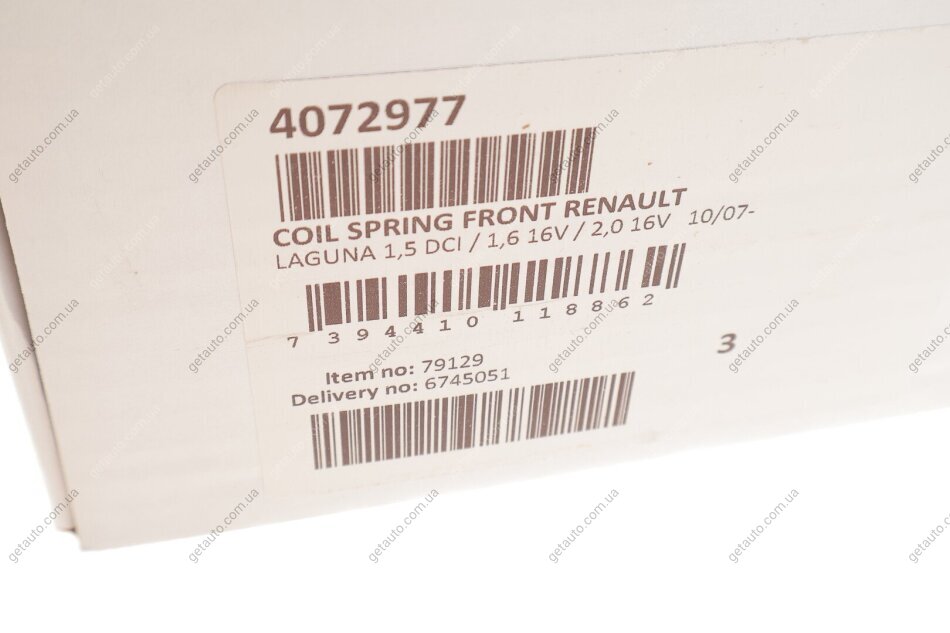 4072977
COIL SPRING FRONT RENAULT
LAGUNA 1,5 DCI / 1,6 16V / 2,0 16V 10/07-
7 394410 118862
3
Item no: 79129
Delivery no: 6745051
getauto.com.ua